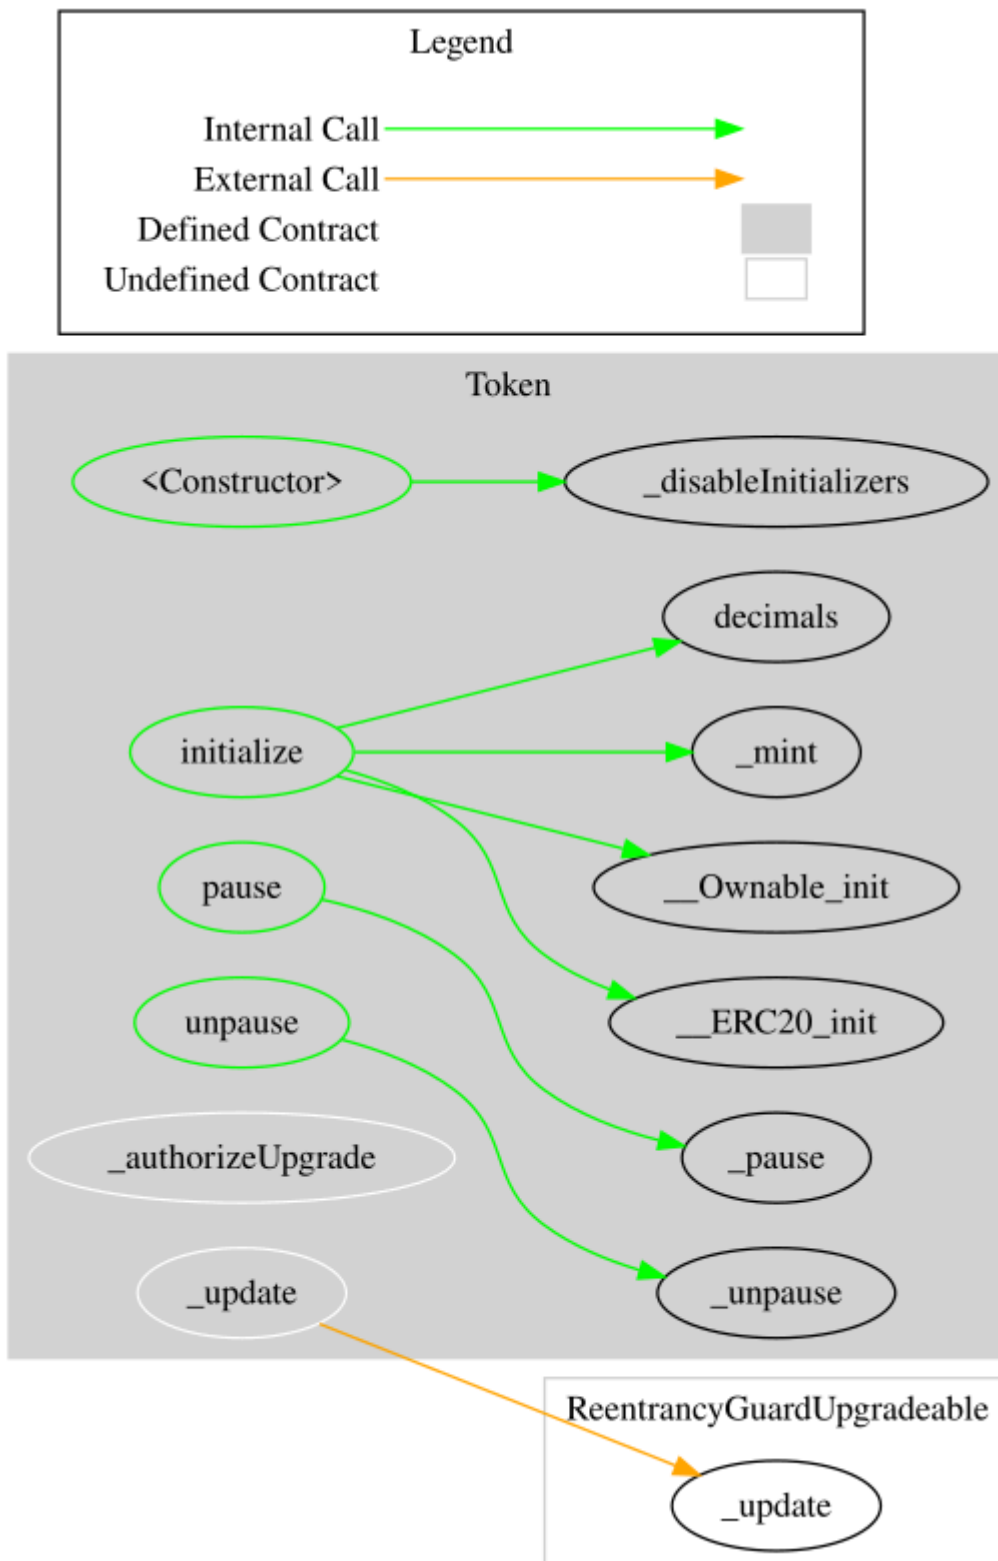 Legend
Internal Call
External Call
Defined Contract
Undefined Contract
Token
<Constructor>
_disableInitializers
decimals
initialize
_mint
pause
__Ownable_init
unpause
__ERC20_init
_authorizeUpgrade
_pause
_update
_unpause
ReentrancyGuardUpgradeable
_update